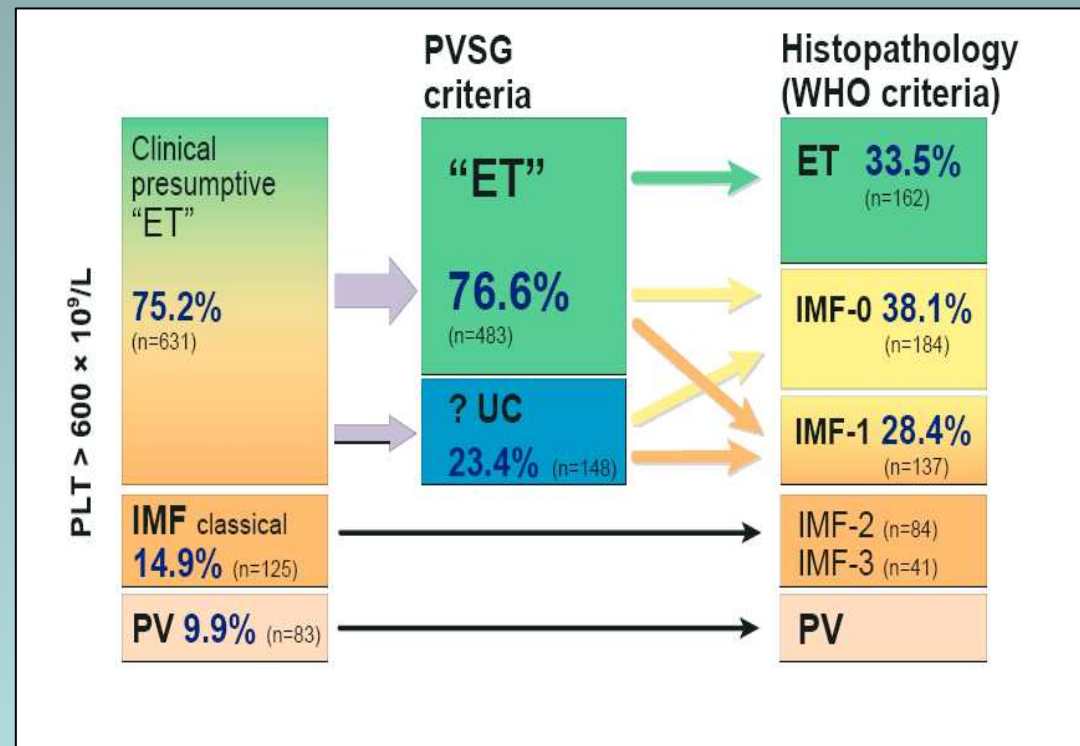 PLT > 600 × 10⁹/L
Clinical
presumptive
“ET”
75.2%
(n=631)
IMF classical
14.9% (n=125)
PV 9.9% (n=83)
PVSG
criteria
“ET”
76.6%
(n=483)
? UC
23.4% (n=148)
Histopathology
(WHO criteria)
ET 33.5%
(n=162)
IMF-0 38.1%
(n=184)
IMF-1 28.4%
(n=137)
IMF-2 (n=84)
IMF-3 (n=41)
PV